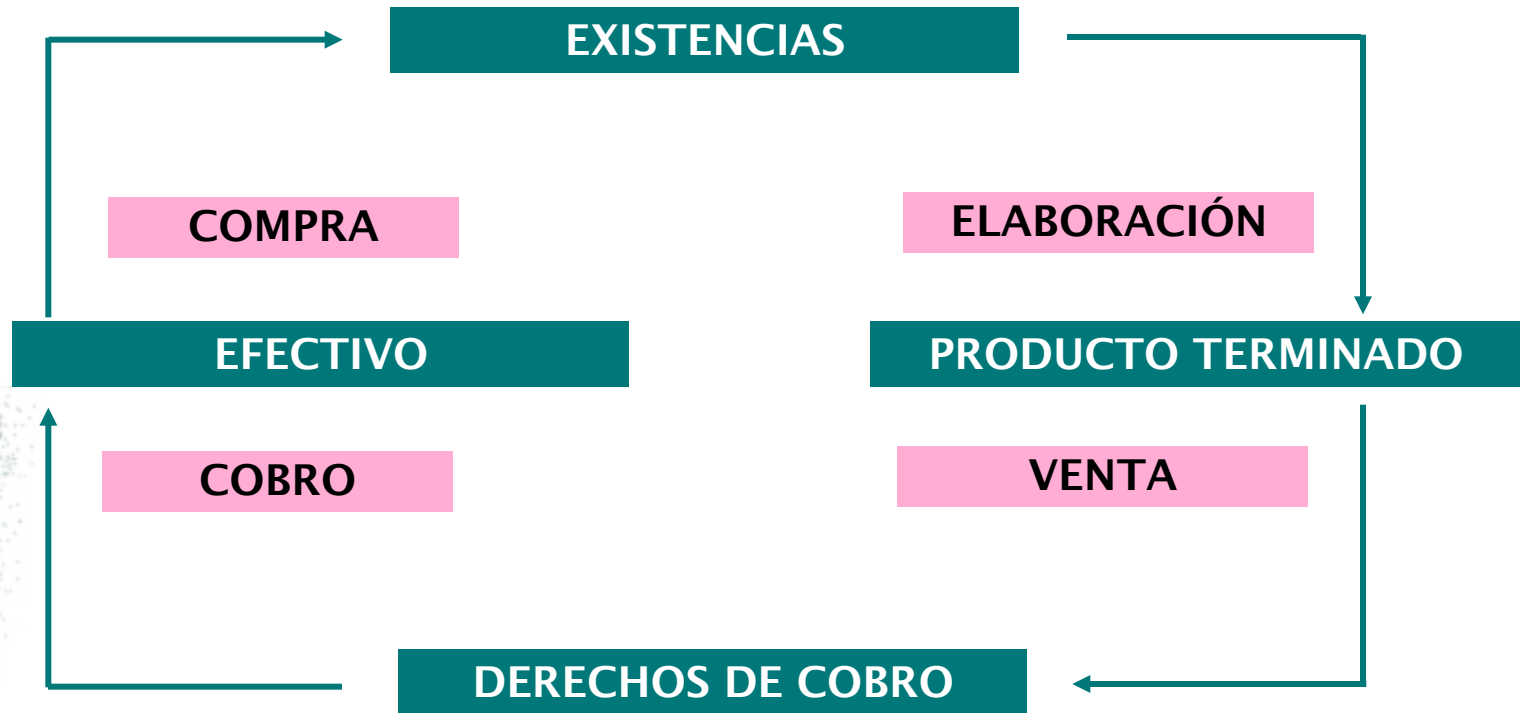 EXISTENCIAS
COMPRA
ELABORACIÓN
EFECTIVO
PRODUCTO TERMINADO
COBRO
VENTA
DERECHOS DE COBRO